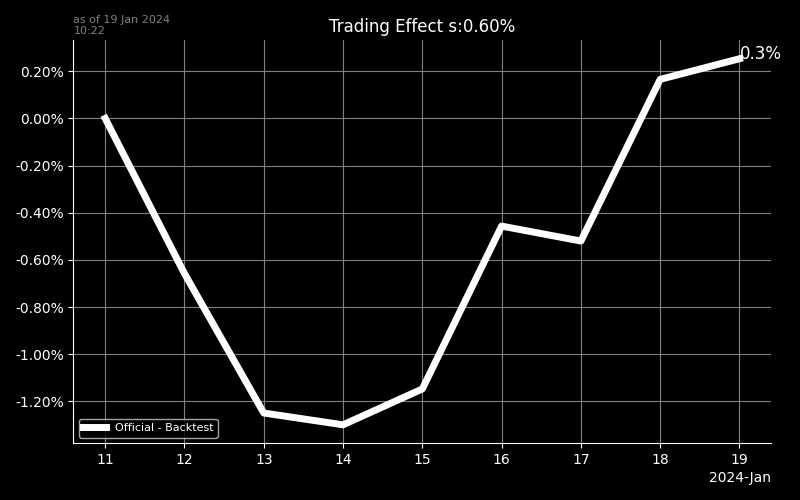 as of 19 Jan 2024
10:22
Trading Effect s:0.60%
0.3%
0.20%
0.00%
-0.20%
-0.40%
-0.60%
-0.80%
-1.00%
-1.20%
Official - Backtest
11 12 13 14 15 16 17 18 19
2024-Jan